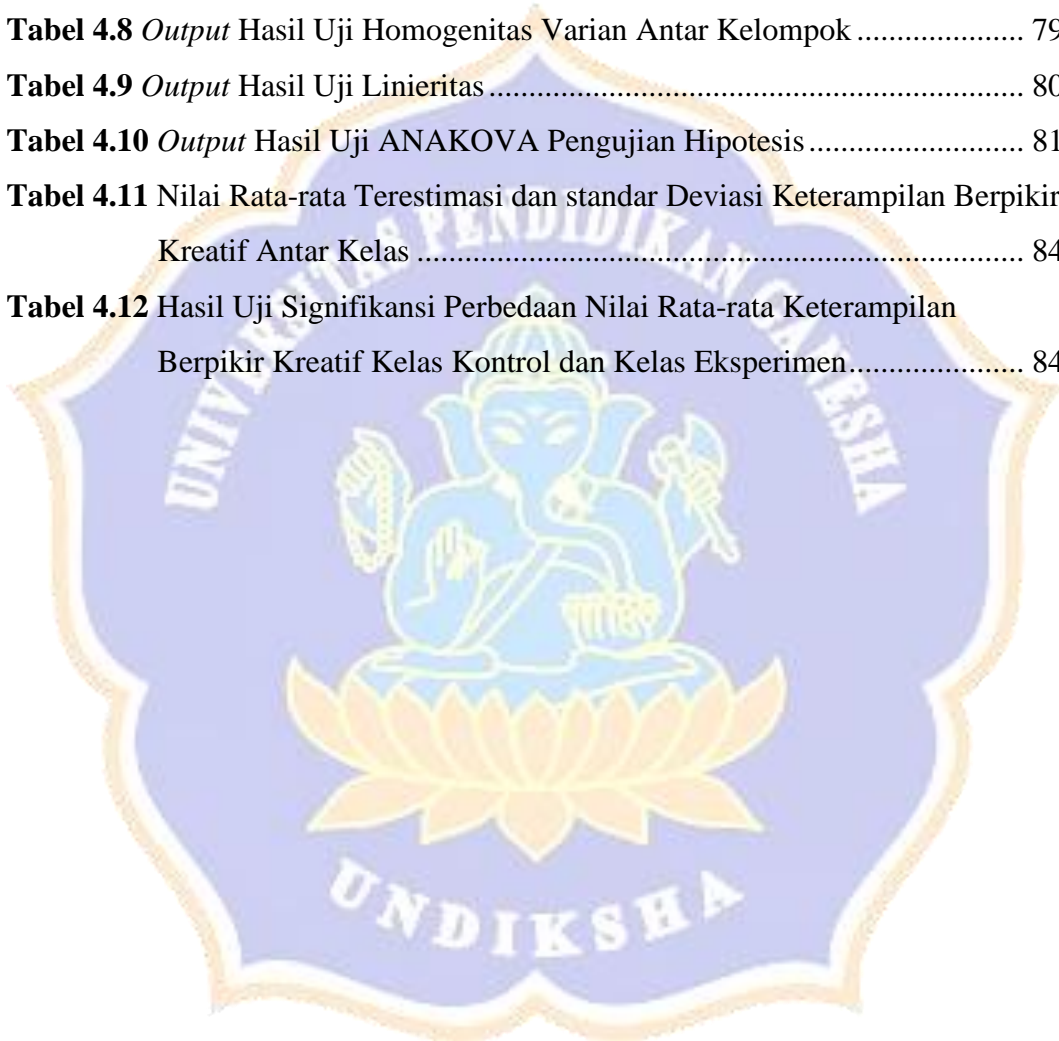 Tabel 4.8 Output Hasil Uji Homogenitas Varian Antar Kelompok ..................... 79
Tabel 4.9 Output Hasil Uji Linieritas ................................................................... 80
Tabel 4.10 Output Hasil Uji ANAKOVA Pengujian Hipotesis ........................... 81
Tabel 4.11 Nilai Rata-rata Terestimasi dan standar Deviasi Keterampilan Berpikir
Kreatif Antar Kelas ............................................................................ 84
Tabel 4.12 Hasil Uji Signifikansi Perbedaan Nilai Rata-rata Keterampilan
Berpikir Kreatif Kelas Kontrol dan Kelas Eksperimen...................... 84
UNIVERSITAS PENDIDIKAN GANESHA
UNDIKSHA